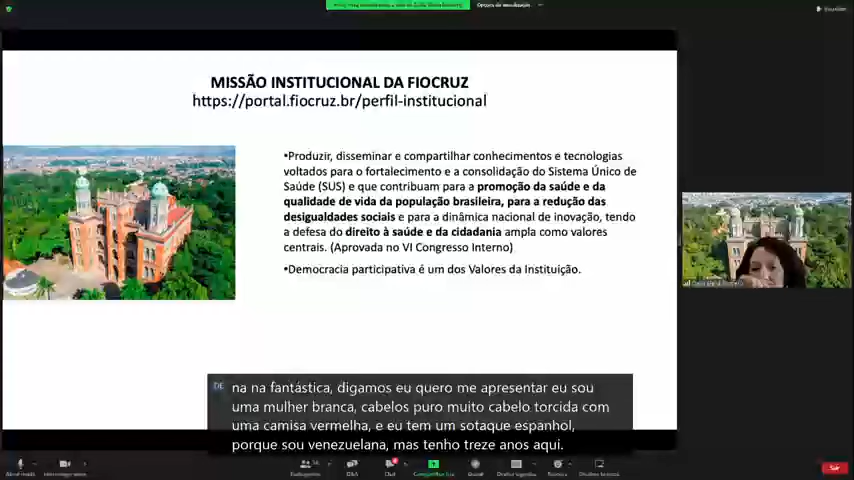 MISSÃO INSTITUCIONAL DA FIOCRUZ
https://portal.fiocruz.br/perfil-institucional
•Produzir, disseminar e compartilhar conhecimentos e tecnologias
voltados para o fortalecimento e a consolidação do Sistema Único de
Saúde (SUS) e que contribuam para a promoção da saúde e da
qualidade de vida da população brasileira, para a redução das
desigualdades sociais e para a dinâmica nacional de inovação, tendo
a defesa do direito à saúde e da cidadania ampla como valores
centrais. (Aprovada no VI Congresso Interno)
•Democracia participativa é um dos Valores da Instituição.
DE
na na fantástica, digamos eu quero me apresentar eu sou
uma mulher branca, cabelos puro muito cabelo torcida com
uma camisa vermelha, e eu tem um sotaque espanhol,
porque sou venezuelana, mas tenho treze anos aqui.
Chat
Sair